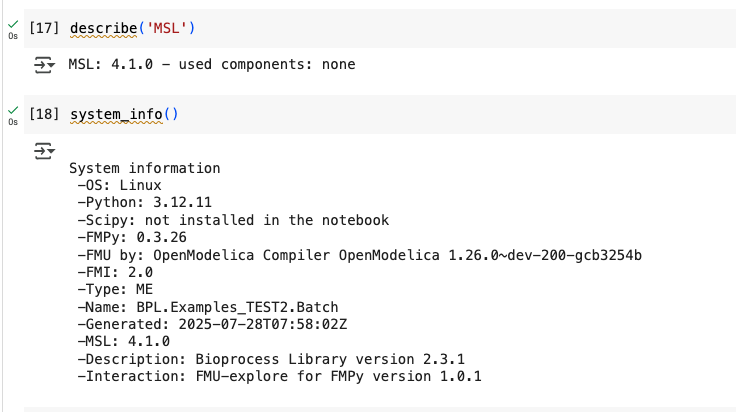 [17] describe('MSL')
0s
MSL: 4.1.0 – used components: none
[18] system_info()
0s
System information
-OS: Linux
-Python: 3.12.11
-Scipy: not installed in the notebook
-FMPy: 0.3.26
-FMU by: OpenModelica Compiler OpenModelica 1.26.0~dev-200-gcb3254b
-FMI: 2.0
-Type: ME
-Name: BPL.Examples_TEST2.Batch
-Generated: 2025-07-28T07:58:02Z
-MSL: 4.1.0
-Description: Bioprocess Library version 2.3.1
-Interaction: FMU-explore for FMPy version 1.0.1